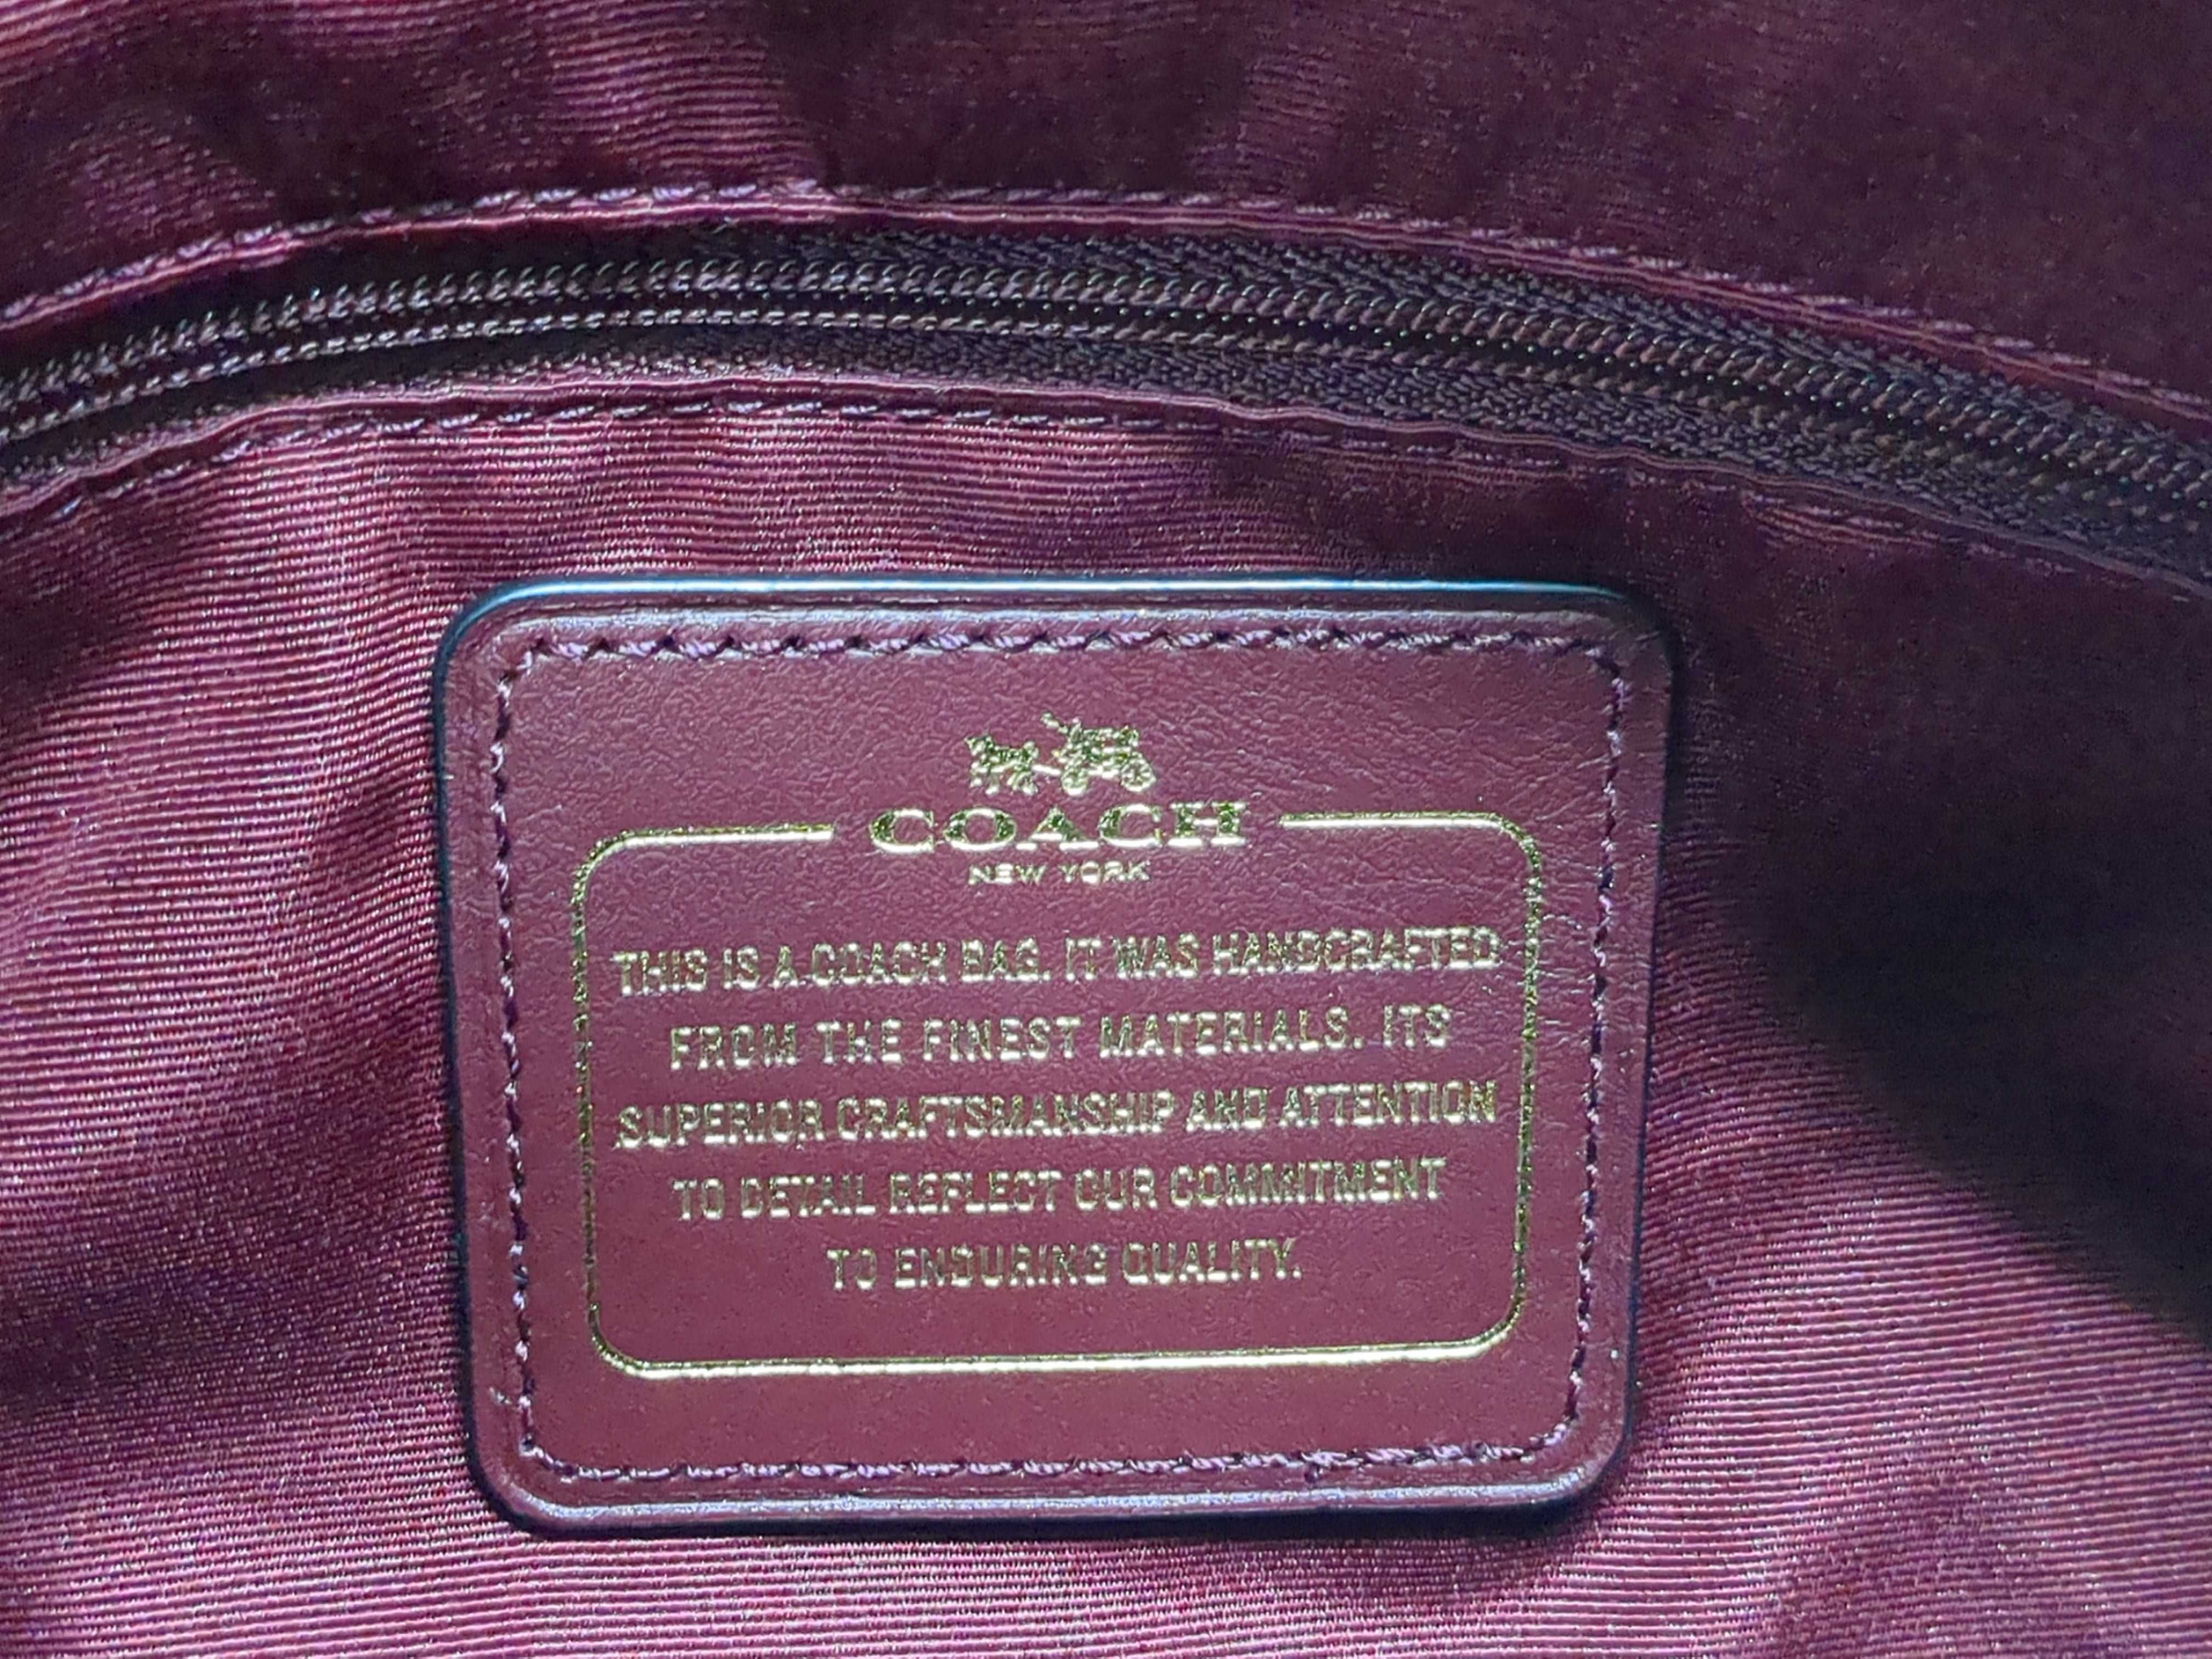 COACH
NEW YORK
THIS IS A COACH BAG. IT WAS HANDCRAFTED
FROM THE FINEST MATERIALS. ITS
SUPERIOR CRAFTSMANSHIP AND ATTENTION
TO DETAIL REFLECT OUR COMMITMENT
TO ENDURING QUALITY.